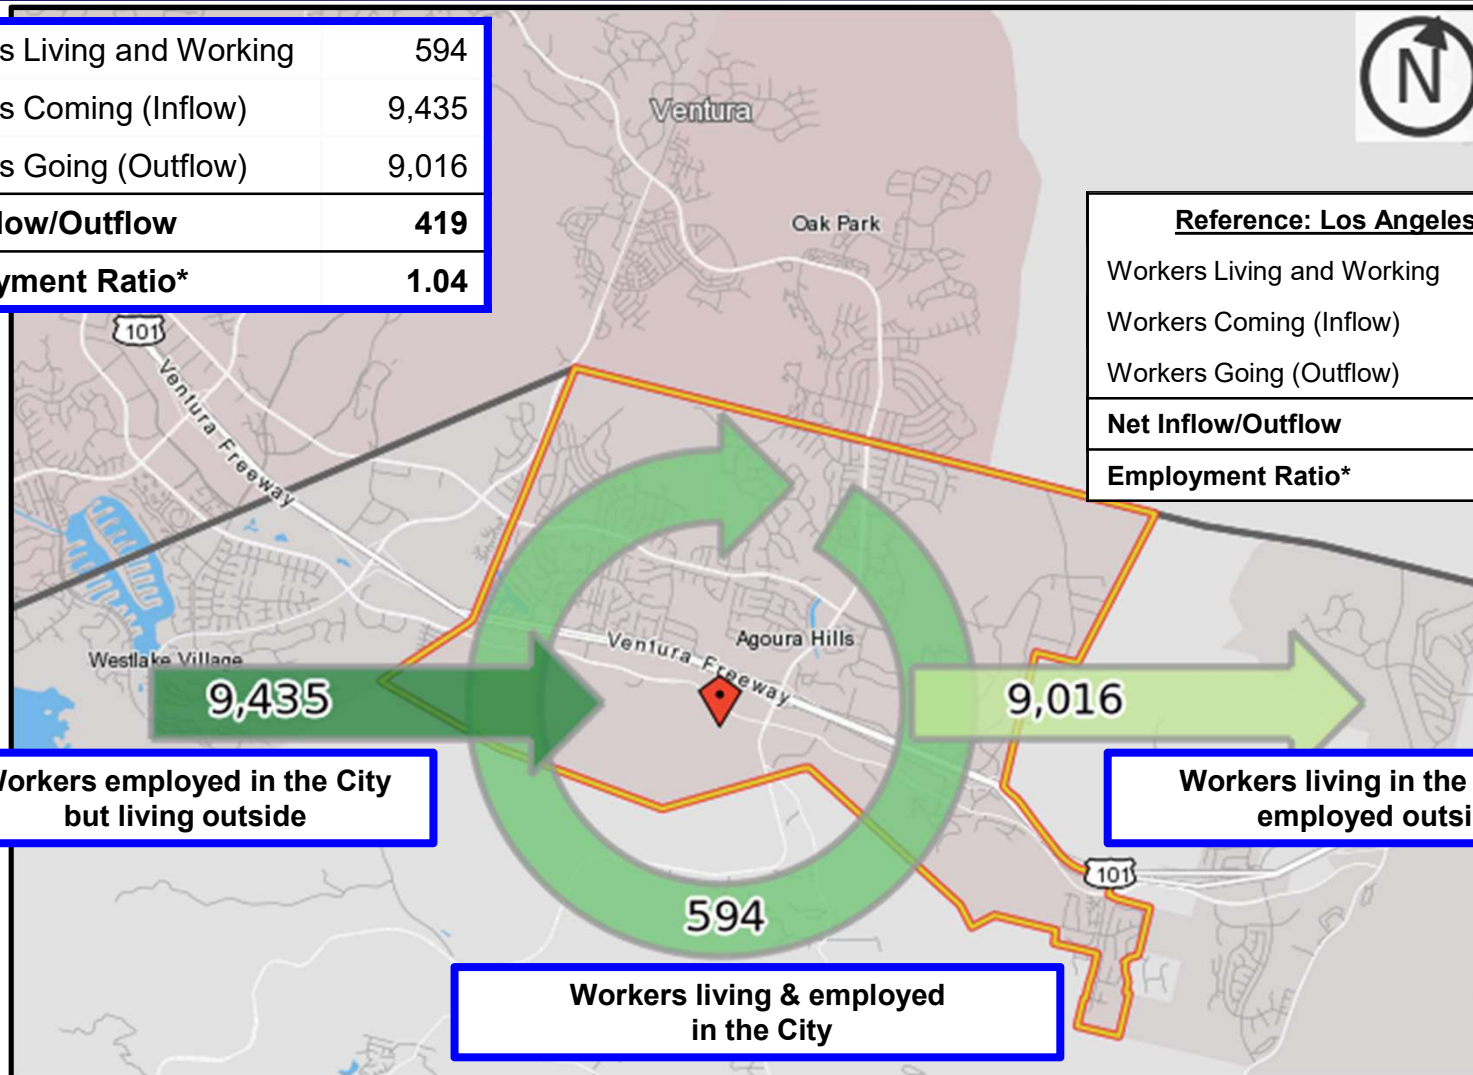 s Living and Working 594
s Coming (Inflow) 9,435
s Going (Outflow) 9,016
low/Outflow 419
yment Ratio* 1.04
N
Ventura
Oak Park
Reference: Los Angeles
Workers Living and Working
Workers Coming (Inflow)
Workers Going (Outflow)
Net Inflow/Outflow
Employment Ratio*
101
Ventura Freeway
Ventura Freeway
Agoura Hills
Westlake Village
9,435
9,016
Workers employed in the City
but living outside
Workers living in the
employed outsi
101
594
Workers living & employed
in the City